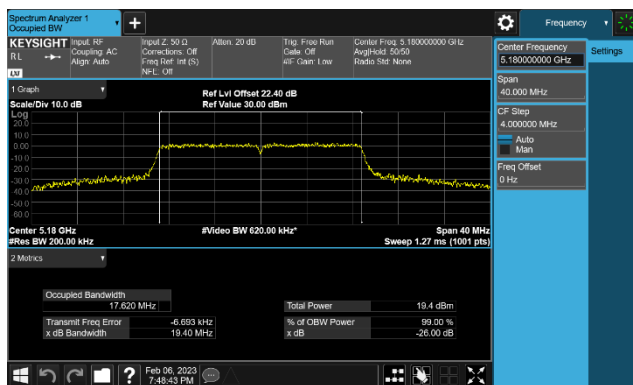 Spectrum Analyzer 1
Occupied BW
+
Frequency
KEYSIGHT
RL
LXI
Input: RF
Coupling: AC
Align: Auto
Input Z: 50 Ω
Corrections: Off
Freq Ref: Int (S)
NFE: Off
Atten: 20 dB
Trig: Free Run
Gate: Off
#IF Gain: Low
Center Freq: 5.180000000 GHz
Avg|Hold: 50/50
Radio Std: None
Center Frequency
5.180000000 GHz
Settings
Span
40.000 MHz
CF Step
4.000000 MHz
Auto
Man
Freq Offset
0 Hz
1 Graph
Scale/Div 10.0 dB
Ref Lvl Offset 22.40 dB
Ref Value 30.00 dBm
Log
20.0
10.0
0.00
-10.0
-20.0
-30.0
-40.0
-50.0
-60.0
Center 5.18 GHz
#Res BW 200.00 kHz
#Video BW 620.00 kHz*
Span 40 MHz
Sweep 1.27 ms (1001 pts)
2 Metrics
Occupied Bandwidth
17.620 MHz
Total Power 19.4 dBm
Transmit Freq Error -6.693 kHz
% of OBW Power 99.00 %
x dB Bandwidth 19.40 MHz
x dB -26.00 dB
?
Feb 06, 2023
7:48:43 PM